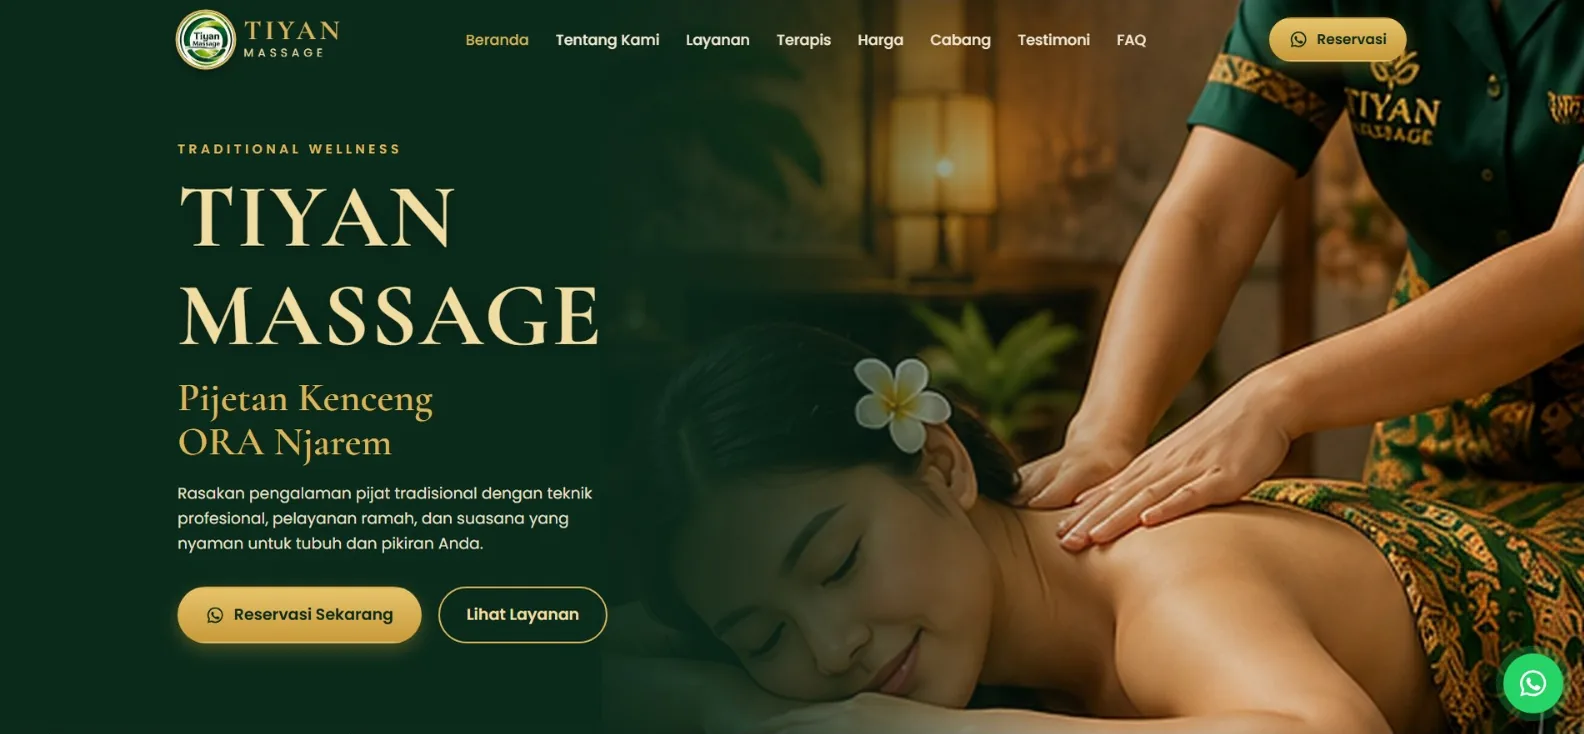 Tiyan
Massage
TIYAN
MASSAGE
Beranda
Tentang Kami
Layanan
Terapis
Harga
Cabang
Testimoni
FAQ
Reservasi
TIYAN
MASSAGE
TRADITIONAL WELLNESS
TIYAN
MASSAGE
Pijetan Kenceng
ORA Njarem
Rasakan pengalaman pijat tradisional dengan teknik
profesional, pelayanan ramah, dan suasana yang
nyaman untuk tubuh dan pikiran Anda.
Reservasi Sekarang
Lihat Layanan